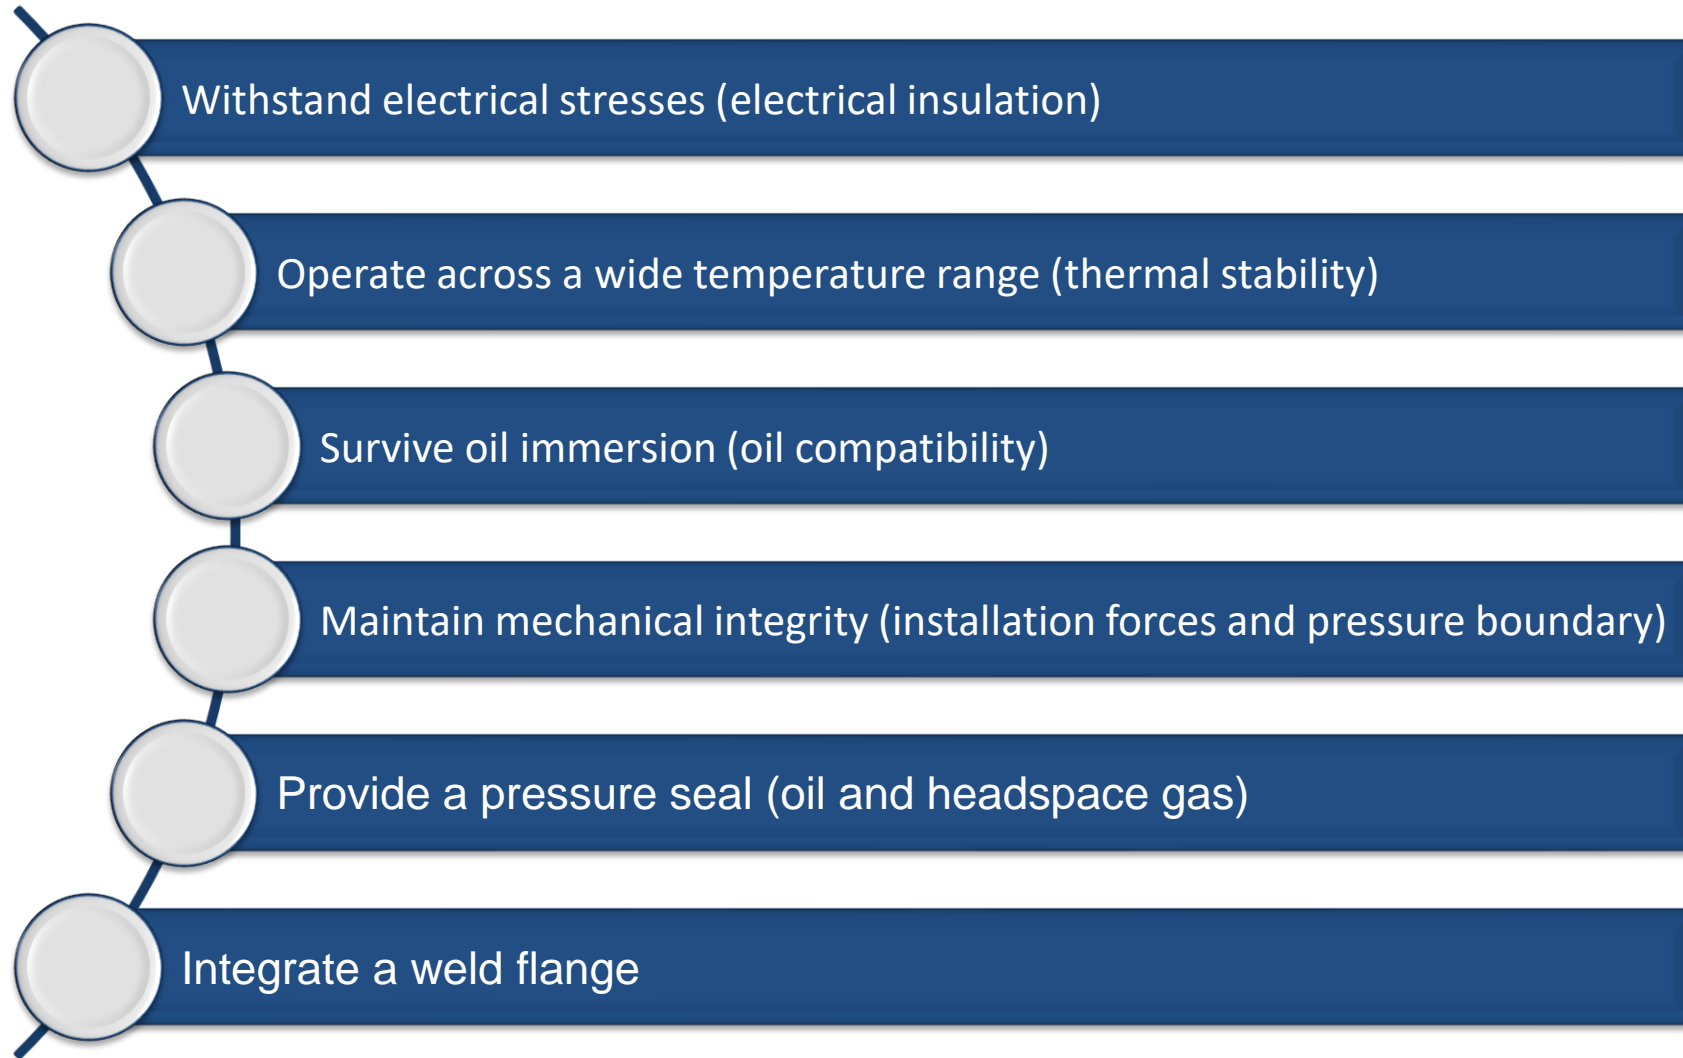 Withstand electrical stresses (electrical insulation)
Operate across a wide temperature range (thermal stability)
Survive oil immersion (oil compatibility)
Maintain mechanical integrity (installation forces and pressure boundary)
Provide a pressure seal (oil and headspace gas)
Integrate a weld flange